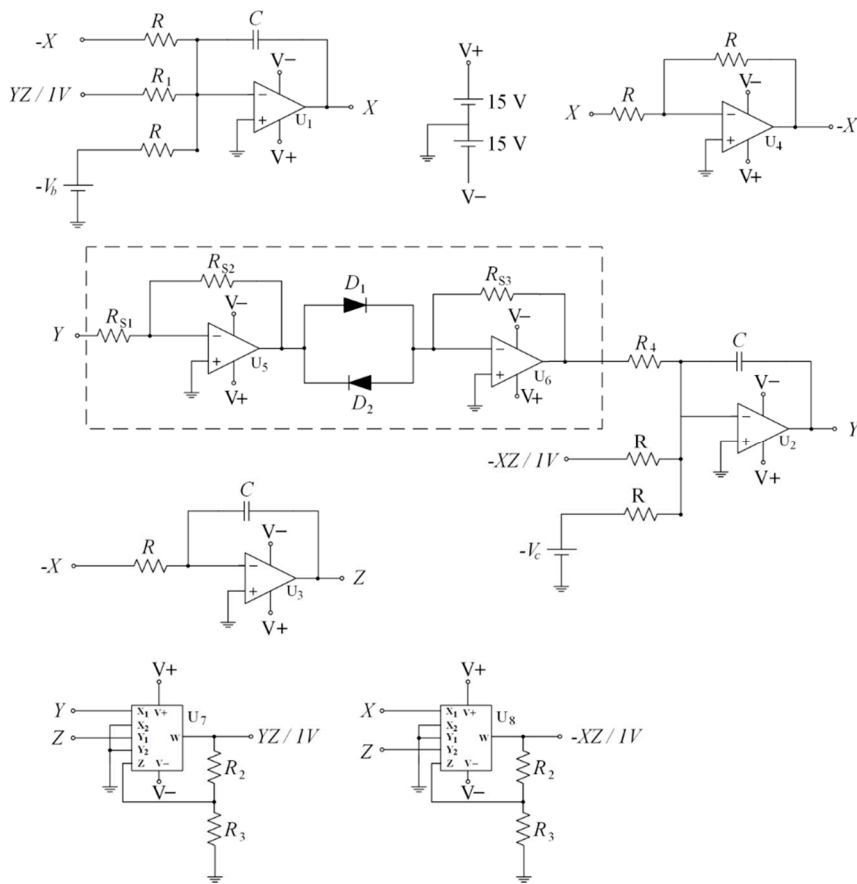 -X
R
C
V−
YZ / 1V
R₁
−
+
U₁
X
R
V+
-Vb
V+
15 V
15 V
V−
R
X
R
V−
−
+
U₄
-X
V+
Y
RS1
RS2
V−
−
+
U₅
V+
D₁
D₂
RS3
V−
−
+
U₆
V+
R₄
C
V−
−
+
U₂
Y
V+
-XZ / 1V
R
R
-Vc
-X
R
C
V−
−
+
U₃
Z
V+
V+
Y
Z
X₁ V+
X₂
Y₁
Y₂
Z V−
W
U₇
YZ / 1V
V−
R₂
R₃
V+
X
Z
X₁ V+
X₂
Y₁
Y₂
Z V−
W
U₈
-XZ / 1V
V−
R₂
R₃